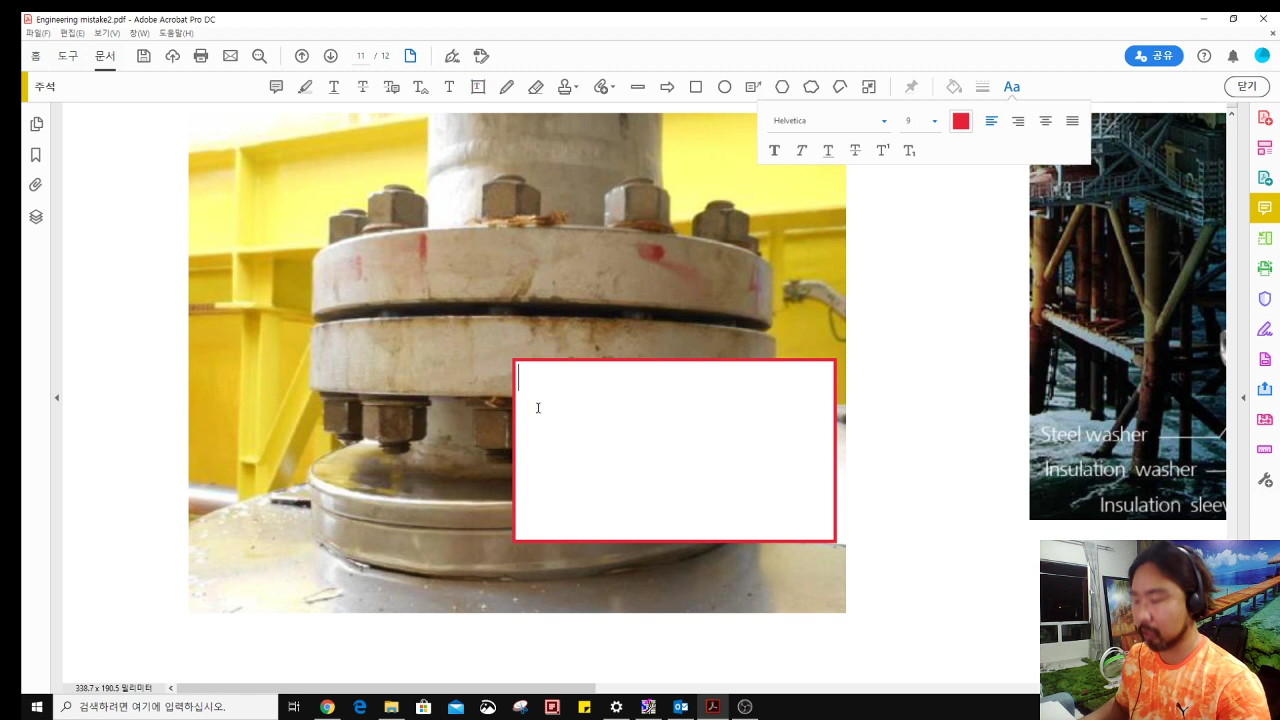 Engineering mistake2.pdf - Adobe Acrobat Pro DC
파일(F) 편집(E) 보기(V) 창(W) 도움말(H)
홈 도구 문서
11 / 12
공유
주석
Aa
닫기
Helvetica
9
Steel washer
Insulation washer
Insulation slee
338.7 x 190.5 밀리미터
검색하려면 여기에 입력하십시오.